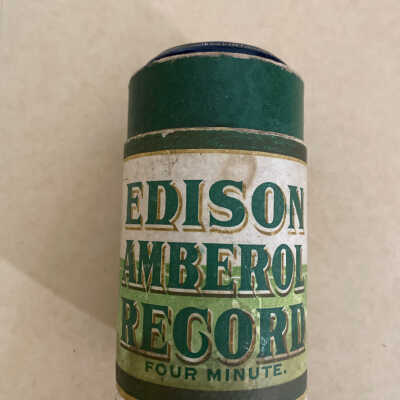 EDISON
AMBEROL
RECORD
FOUR MINUTE.